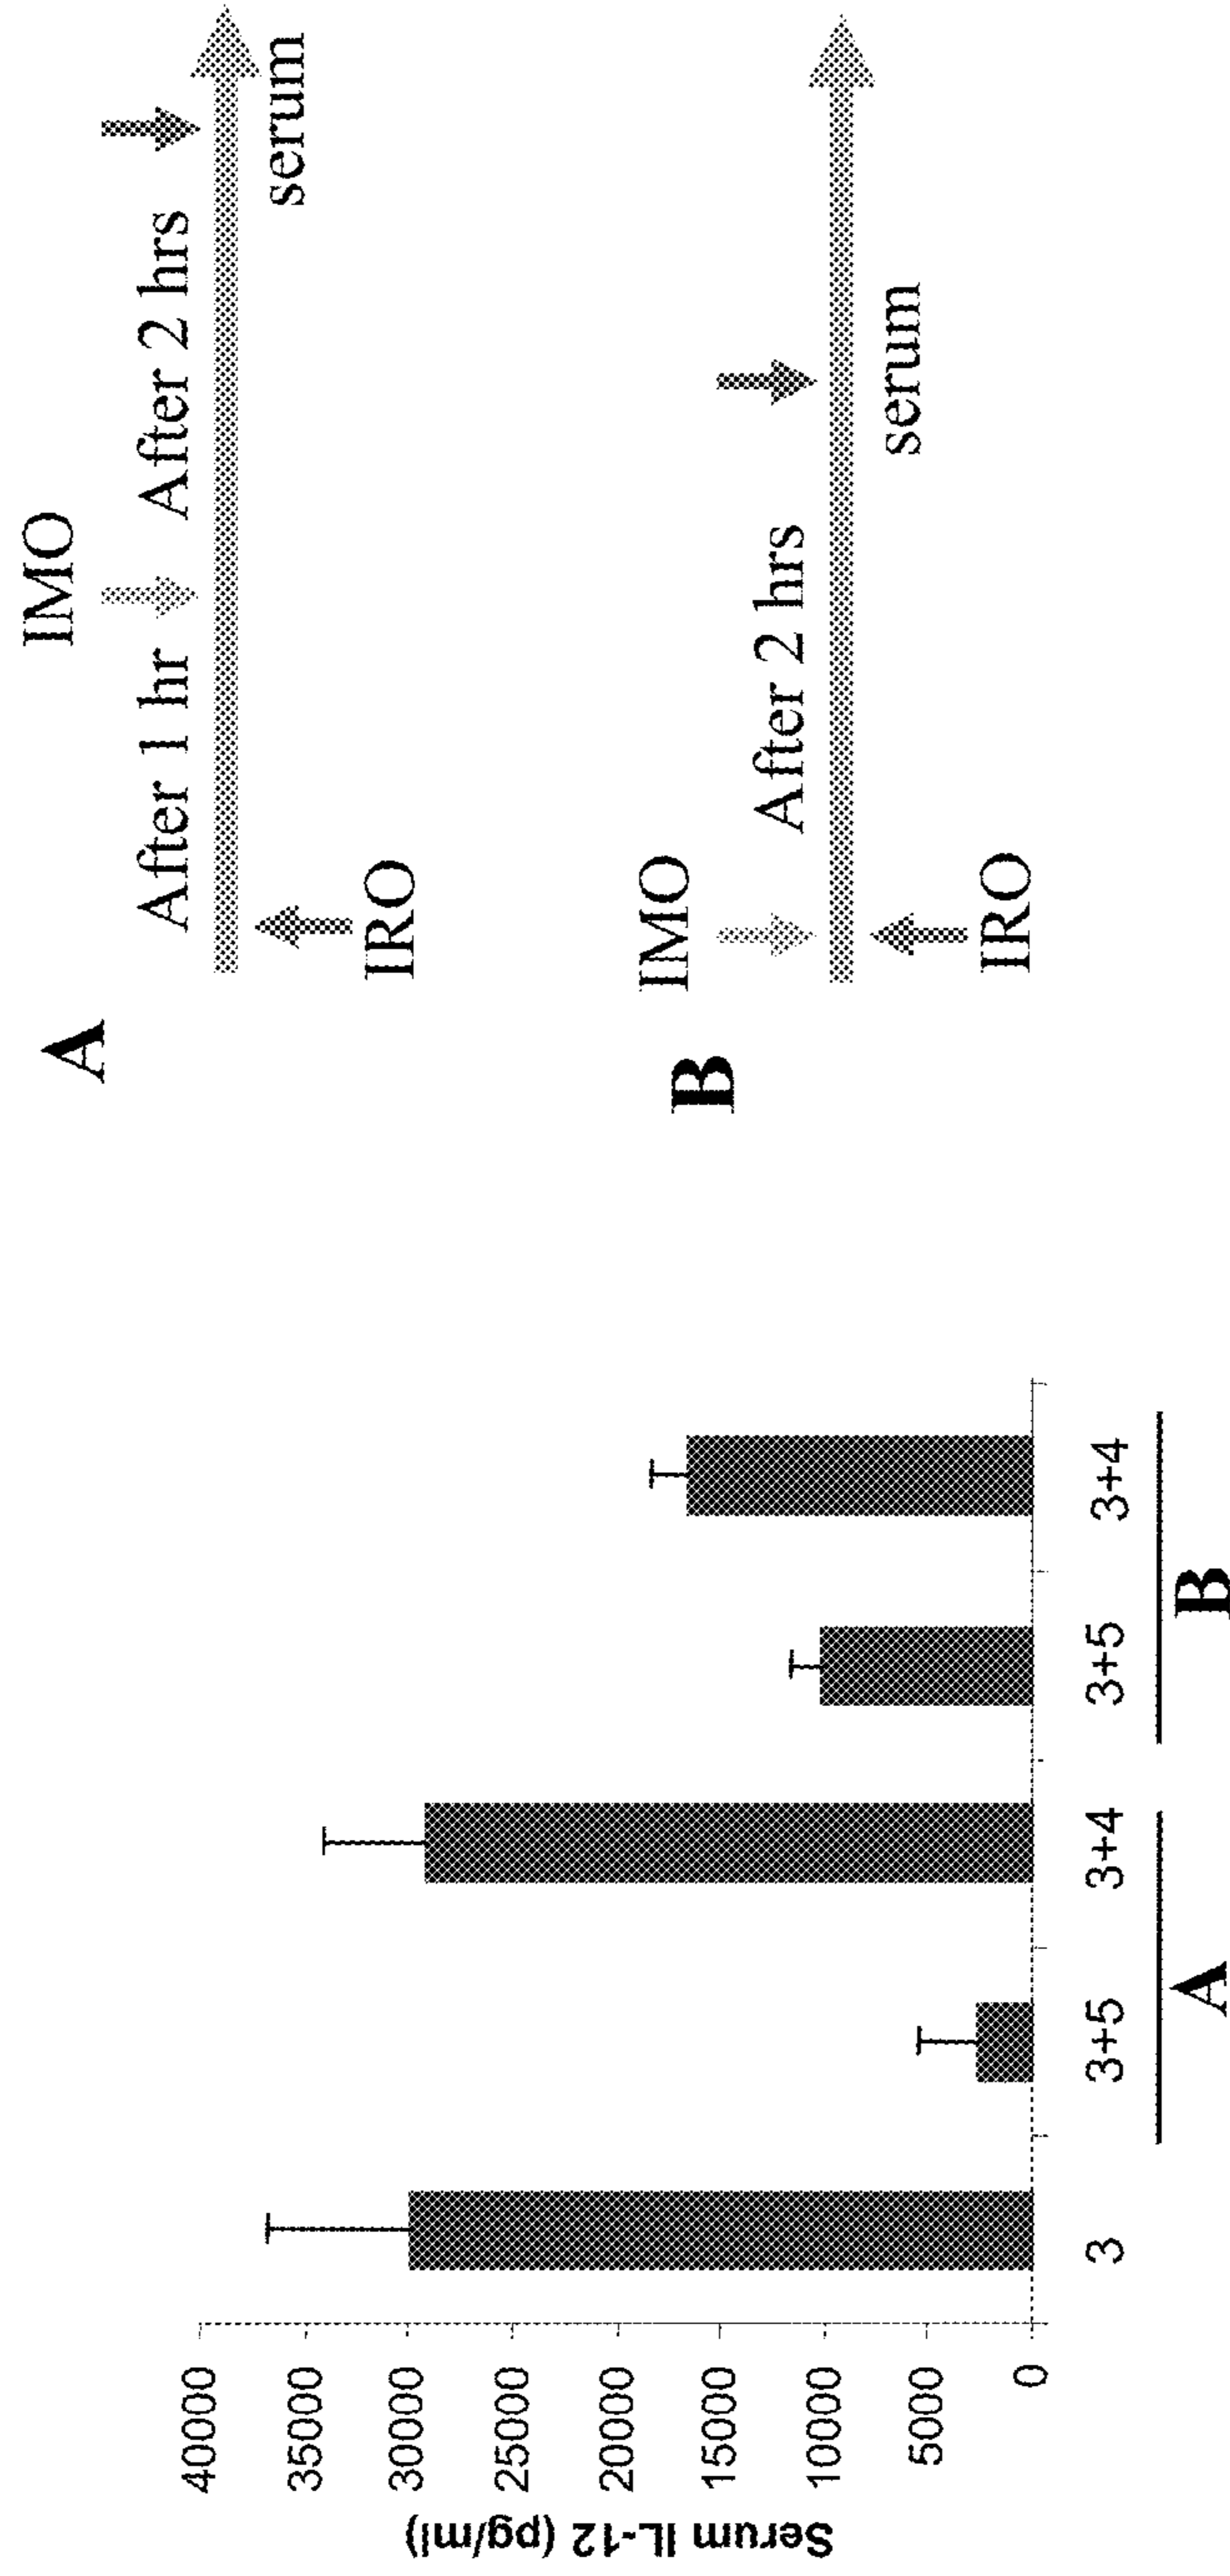 Serum IL-12 (pg/ml)
40000
35000
30000
25000
20000
15000
10000
5000
0
3
3+5
3+4
3+5
3+4
A
B
A
IMO
After 1 hr
After 2 hrs
serum
IRO
B
IMO
After 2 hrs
serum
IRO